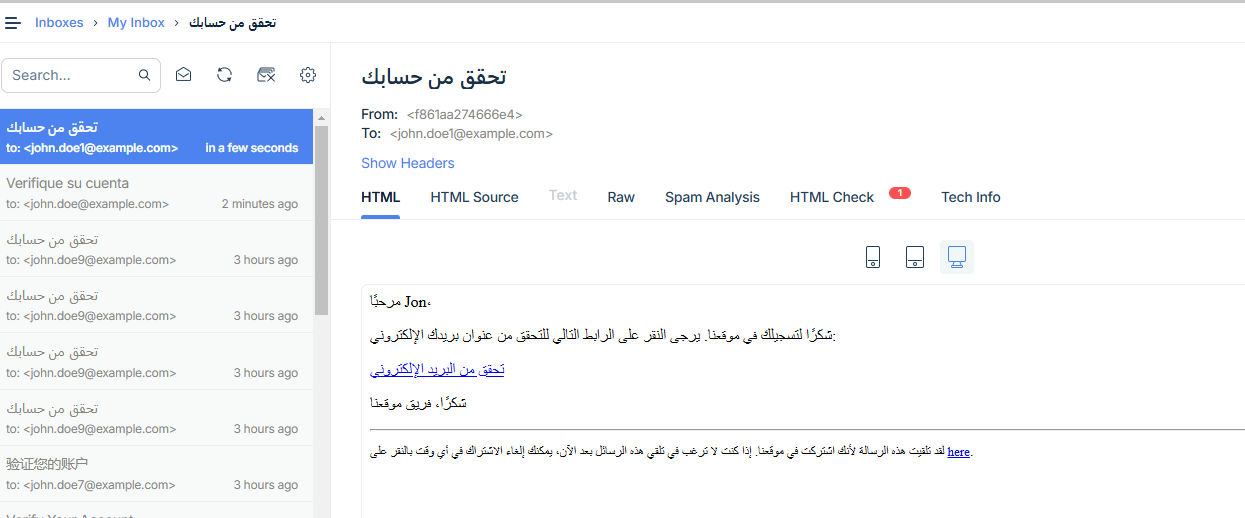 Inboxes › My Inbox › تحقق من حسابك
Search...
تحقق من حسابك
to: <john.doe1@example.com> in a few seconds
Verifique su cuenta
to: <john.doe@example.com> 2 minutes ago
تحقق من حسابك
to: <john.doe9@example.com> 3 hours ago
تحقق من حسابك
to: <john.doe9@example.com> 3 hours ago
تحقق من حسابك
to: <john.doe9@example.com> 3 hours ago
تحقق من حسابك
to: <john.doe9@example.com> 3 hours ago
验证您的账户
to: <john.doe7@example.com> 3 hours ago
Verify Your Account
تحقق من حسابك
From: <f861aa274666e4>
To: <john.doe1@example.com>
Show Headers
HTML HTML Source Text Raw Spam Analysis HTML Check 1 Tech Info
مرحبًا Jon،
شكرًا لتسجيلك في موقعنا. يرجى النقر على الرابط التالي للتحقق من عنوان بريدك الإلكتروني:
تحقق من البريد الإلكتروني
شكرًا، فريق موقعنا
لقد تلقيت هذه الرسالة لأنك اشتركت في موقعنا. إذا كنت لا ترغب في تلقي هذه الرسائل بعد الآن، يمكنك إلغاء الاشتراك في أي وقت بالنقر على here.